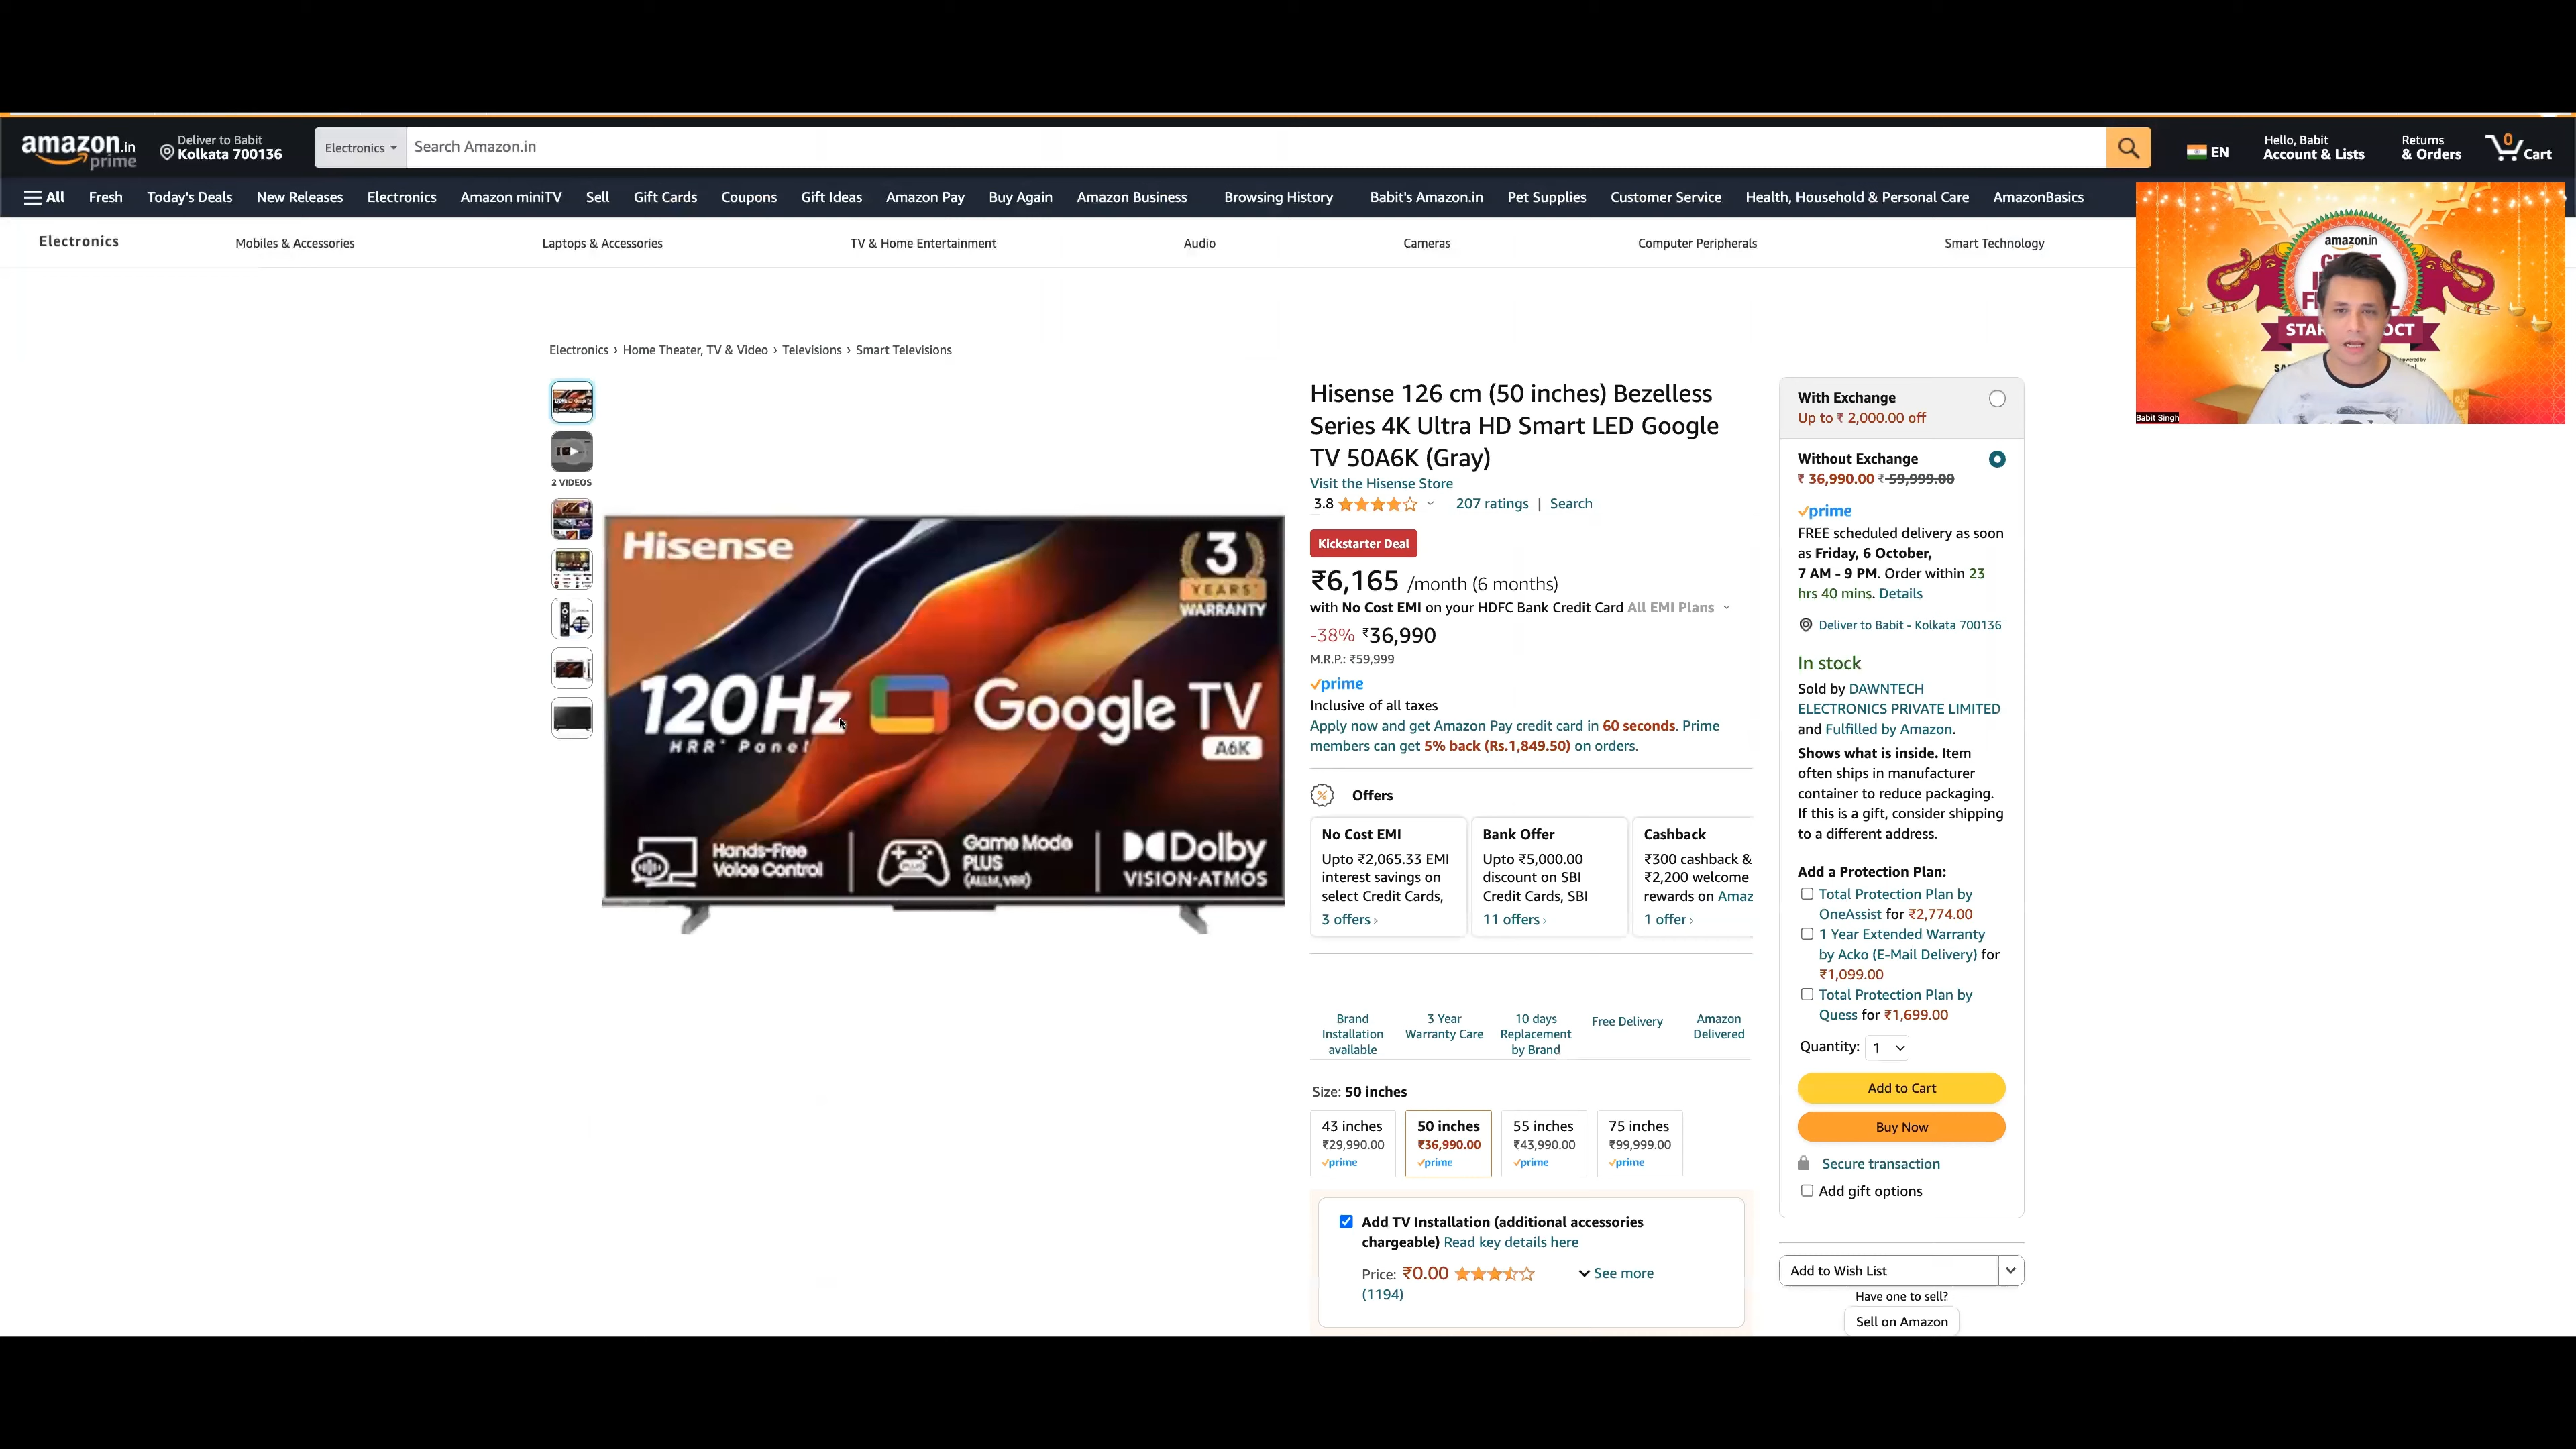 amazon.in
prime
Deliver to Babit
Kolkata 700136
Electronics
Search Amazon.in
EN
Hello, Babit
Account & Lists
Returns
& Orders
0
Cart
All
Fresh
Today's Deals
New Releases
Electronics
Amazon miniTV
Sell
Gift Cards
Coupons
Gift Ideas
Amazon Pay
Buy Again
Amazon Business
Browsing History
Babit's Amazon.in
Pet Supplies
Customer Service
Health, Household & Personal Care
AmazonBasics
Electronics
Mobiles & Accessories
Laptops & Accessories
TV & Home Entertainment
Audio
Cameras
Computer Peripherals
Smart Technology
amazon.in
Powered by
Babit Singh
Electronics › Home Theater, TV & Video › Televisions › Smart Televisions
2 VIDEOS
Hisense
3
YEARS*
WARRANTY
120Hz
HRR* Panel
Google TV
A6K
Hands-Free
Voice Control
Game Mode
PLUS
(ALLM, VRR)
Dolby
VISION·ATMOS
Hisense 126 cm (50 inches) Bezelless
Series 4K Ultra HD Smart LED Google
TV 50A6K (Gray)
Visit the Hisense Store
3.8
207 ratings | Search
Kickstarter Deal
₹6,165 /month (6 months)
with No Cost EMI on your HDFC Bank Credit Card All EMI Plans
-38% ₹36,990
M.R.P.: ₹59,999
prime
Inclusive of all taxes
Apply now and get Amazon Pay credit card in 60 seconds. Prime
members can get 5% back (Rs.1,849.50) on orders.
Offers
No Cost EMI
Upto ₹2,065.33 EMI
interest savings on
select Credit Cards,
3 offers ›
Bank Offer
Upto ₹5,000.00
discount on SBI
Credit Cards, SBI
11 offers ›
Cashback
₹300 cashback &
₹2,200 welcome
rewards on Amaz
1 offer ›
Brand
Installation
available
3 Year
Warranty Care
10 days
Replacement
by Brand
Free Delivery
Amazon
Delivered
Size: 50 inches
43 inches
₹29,990.00
prime
50 inches
₹36,990.00
prime
55 inches
₹43,990.00
prime
75 inches
₹99,999.00
prime
Add TV Installation (additional accessories
chargeable) Read key details here
Price: ₹0.00
See more
(1194)
With Exchange
Up to ₹ 2,000.00 off
Without Exchange
₹ 36,990.00 ₹ 59,999.00
prime
FREE scheduled delivery as soon
as Friday, 6 October,
7 AM - 9 PM. Order within 23
hrs 40 mins. Details
Deliver to Babit - Kolkata 700136
In stock
Sold by DAWNTECH
ELECTRONICS PRIVATE LIMITED
and Fulfilled by Amazon.
Shows what is inside. Item
often ships in manufacturer
container to reduce packaging.
If this is a gift, consider shipping
to a different address.
Add a Protection Plan:
Total Protection Plan by
OneAssist for ₹2,774.00
1 Year Extended Warranty
by Acko (E-Mail Delivery) for
₹1,099.00
Total Protection Plan by
Quess for ₹1,699.00
Quantity: 1
Add to Cart
Buy Now
Secure transaction
Add gift options
Add to Wish List
Have one to sell?
Sell on Amazon